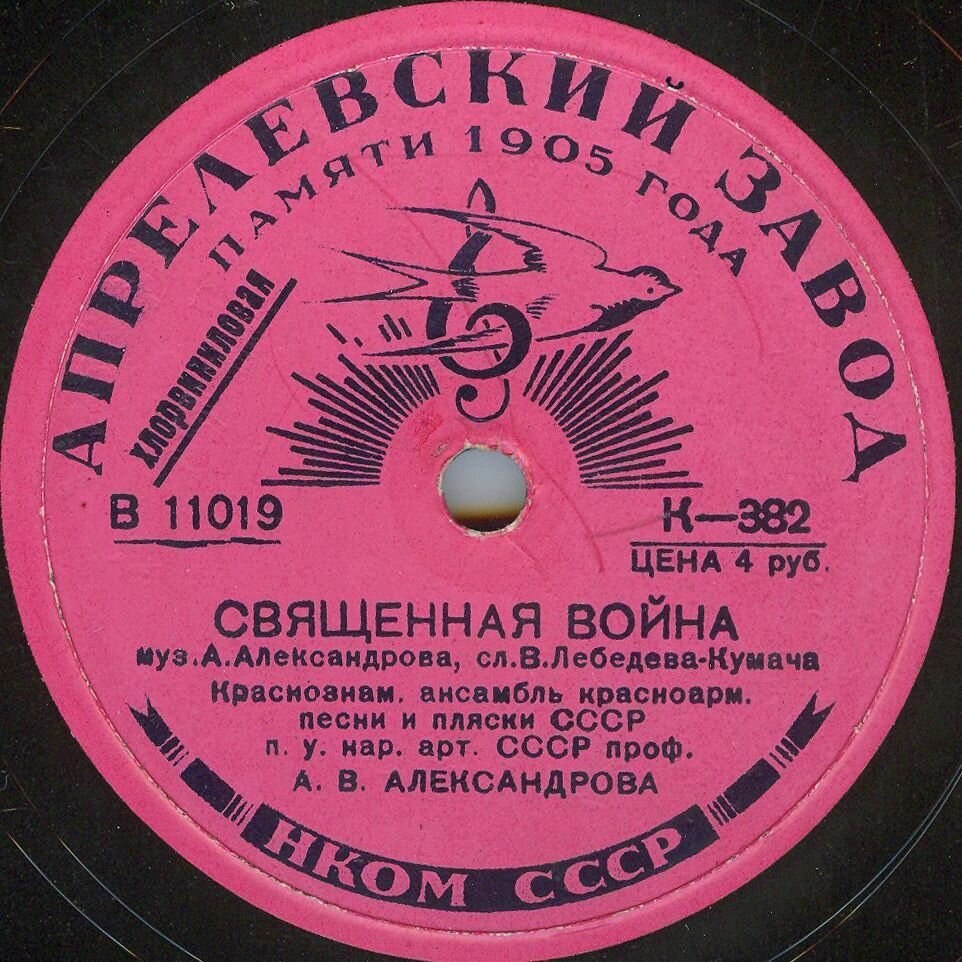 АПРЕЛЕВСКИЙ ЗАВОД
ПАМЯТИ 1905 ГОДА
хлорвиниловая
В 11019
К—382
ЦЕНА 4 руб.
СВЯЩЕННАЯ ВОЙНА
муз.А.Александрова, сл.В.Лебедева-Кумача
Краснознам. ансамбль красноарм.
песни и пляски СССР
п. у. нар. арт. СССР проф.
А. В. АЛЕКСАНДРОВА
НКОМ СССР